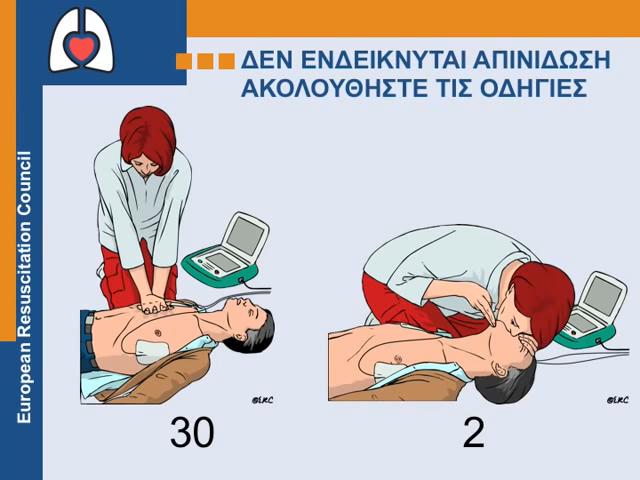 ΔΕΝ ΕΝΔΕΙΚΝΥΤΑΙ ΑΠΙΝΙΔΩΣΗ
ΑΚΟΛΟΥΘΗΣΤΕ ΤΙΣ ΟΔΗΓΙΕΣ
European Resuscitation Council
@ERC
@ERC
30
2